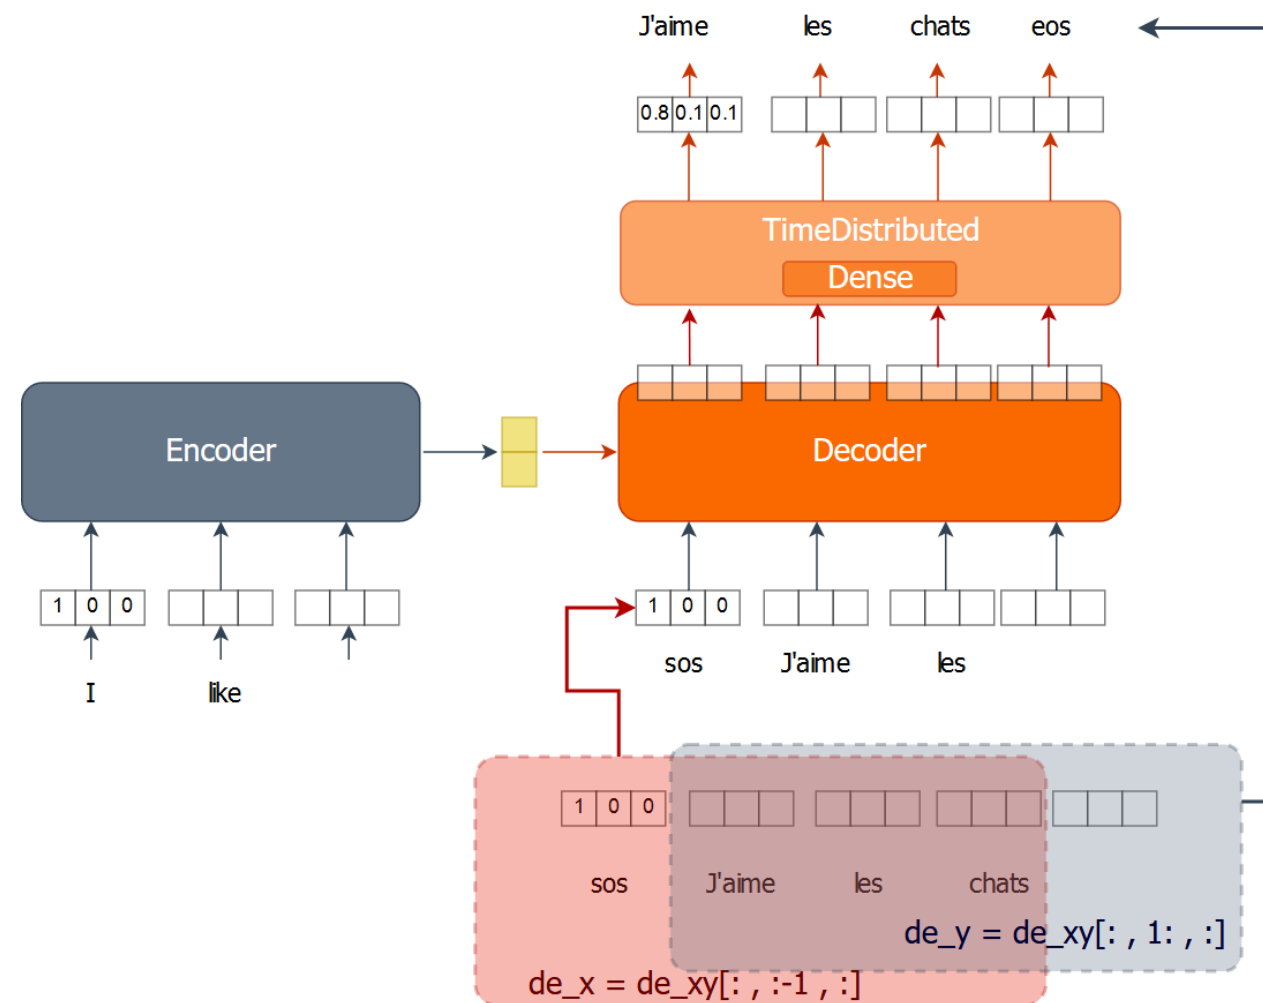 J'aime les chats eos
0.8 0.1 0.1
TimeDistributed
Dense
Encoder
Decoder
1 0 0
1 0 0
I like
sos J'aime les
1 0 0
sos J'aime les chats
de_y = de_xy[: , 1: , :]
de_x = de_xy[: , :-1 , :]